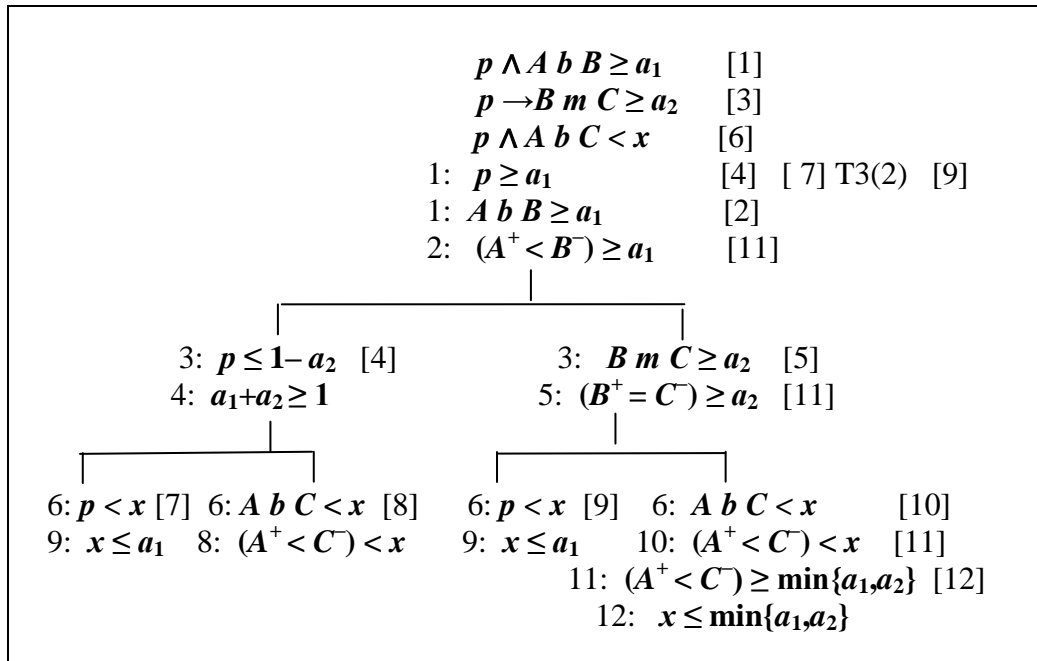 p ∧ A b B ≥ a₁ [1]
p → B m C ≥ a₂ [3]
p ∧ A b C < x [6]
1: p ≥ a₁ [4] [ 7] T3(2) [9]
1: A b B ≥ a₁ [2]
2: (A⁺ < B⁻) ≥ a₁ [11]
3: p ≤ 1– a₂ [4] 3: B m C ≥ a₂ [5]
4: a₁+a₂ ≥ 1 5: (B⁺ = C⁻) ≥ a₂ [11]
6: p < x [7] 6: A b C < x [8] 6: p < x [9] 6: A b C < x [10]
9: x ≤ a₁ 8: (A⁺ < C⁻) < x 9: x ≤ a₁ 10: (A⁺ < C⁻) < x [11]
11: (A⁺ < C⁻) ≥ min{a₁,a₂} [12]
12: x ≤ min{a₁,a₂}